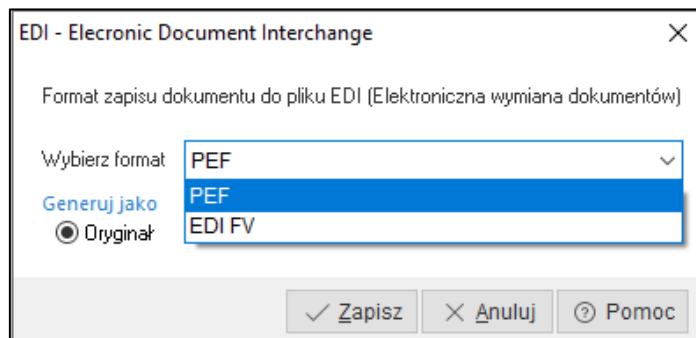 EDI - Elecronic Document Interchange
Format zapisu dokumentu do pliku EDI (Elektroniczna wymiana dokumentów)
Wybierz format PEF
PEF
Generuj jako
EDI FV
Oryginał
Zapisz Anuluj Pomoc